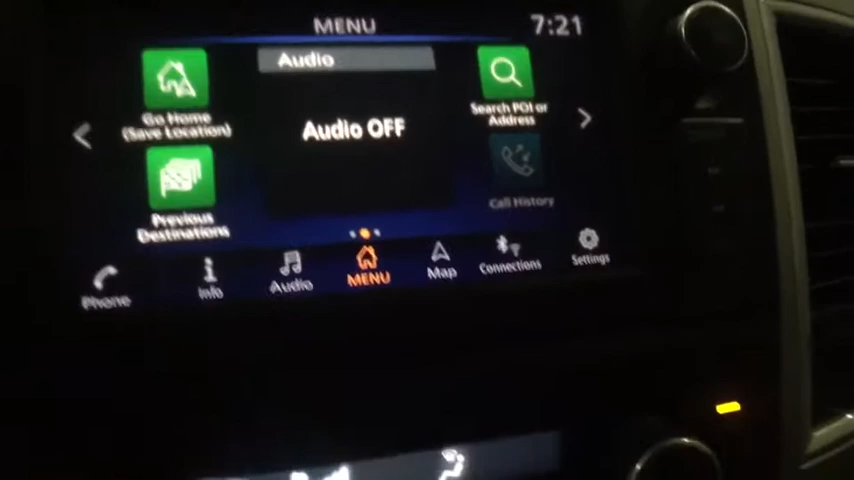 MENU
7:21
Audio
Go Home
(Save Location)
Audio OFF
Search POI or
Address
Previous
Destinations
Call History
Phone
Info
Audio
MENU
Map
Connections
Settings